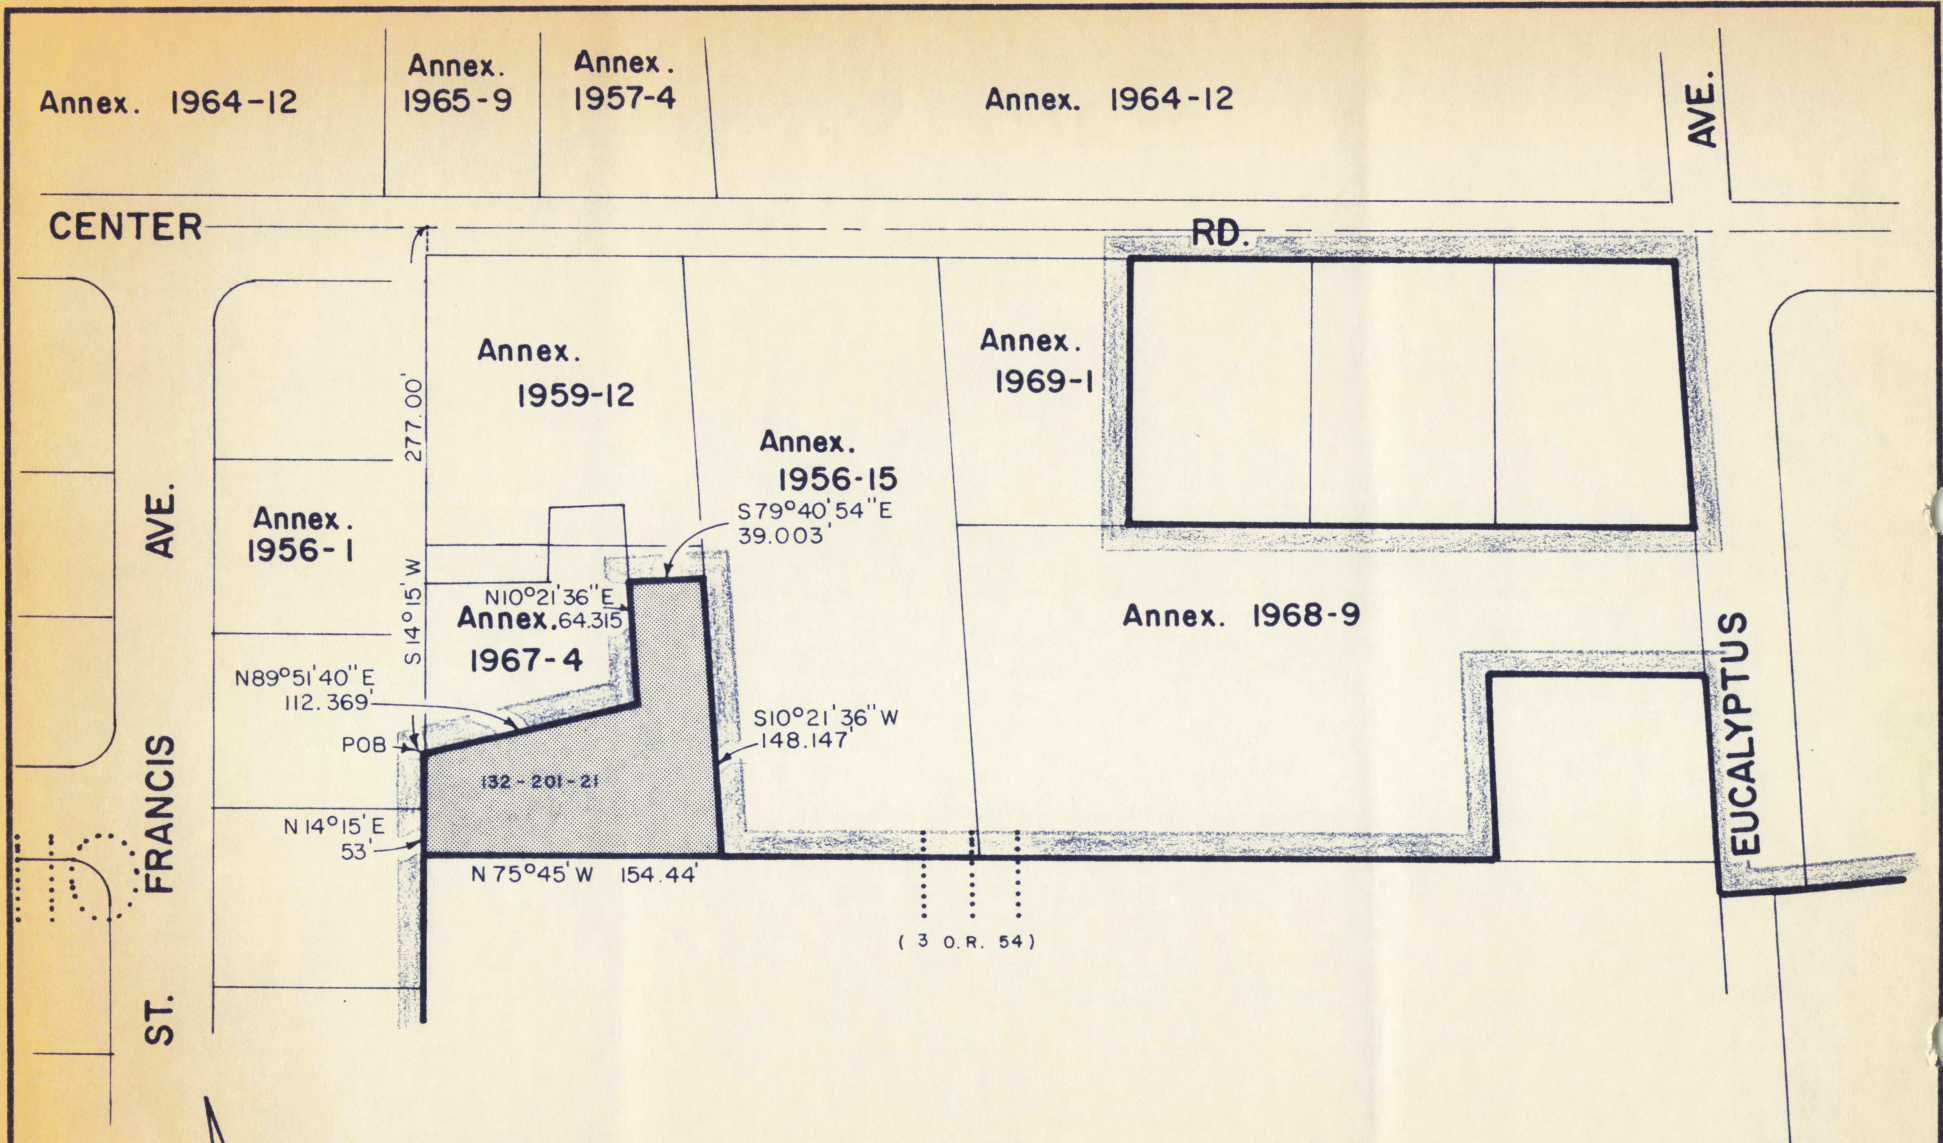 Annex. 1964-12
Annex.
1965-9
Annex.
1957-4
Annex. 1964-12
AVE.
CENTER
RD.
Annex.
1959-12
277.00'
S 14°15' W
Annex.
1969-1
Annex.
1956-15
S79°40'54"E
39.003'
AVE.
Annex.
1956-1
N10°21'36"E
64.315
Annex.
1967-4
Annex. 1968-9
N89°51'40"E
112.369'
POB
S10°21'36"W
148.147'
EUCALYPTUS
132-201-21
N 14°15' E
53'
N 75°45' W 154.44'
ST. FRANCIS
( 3 O.R. 54)